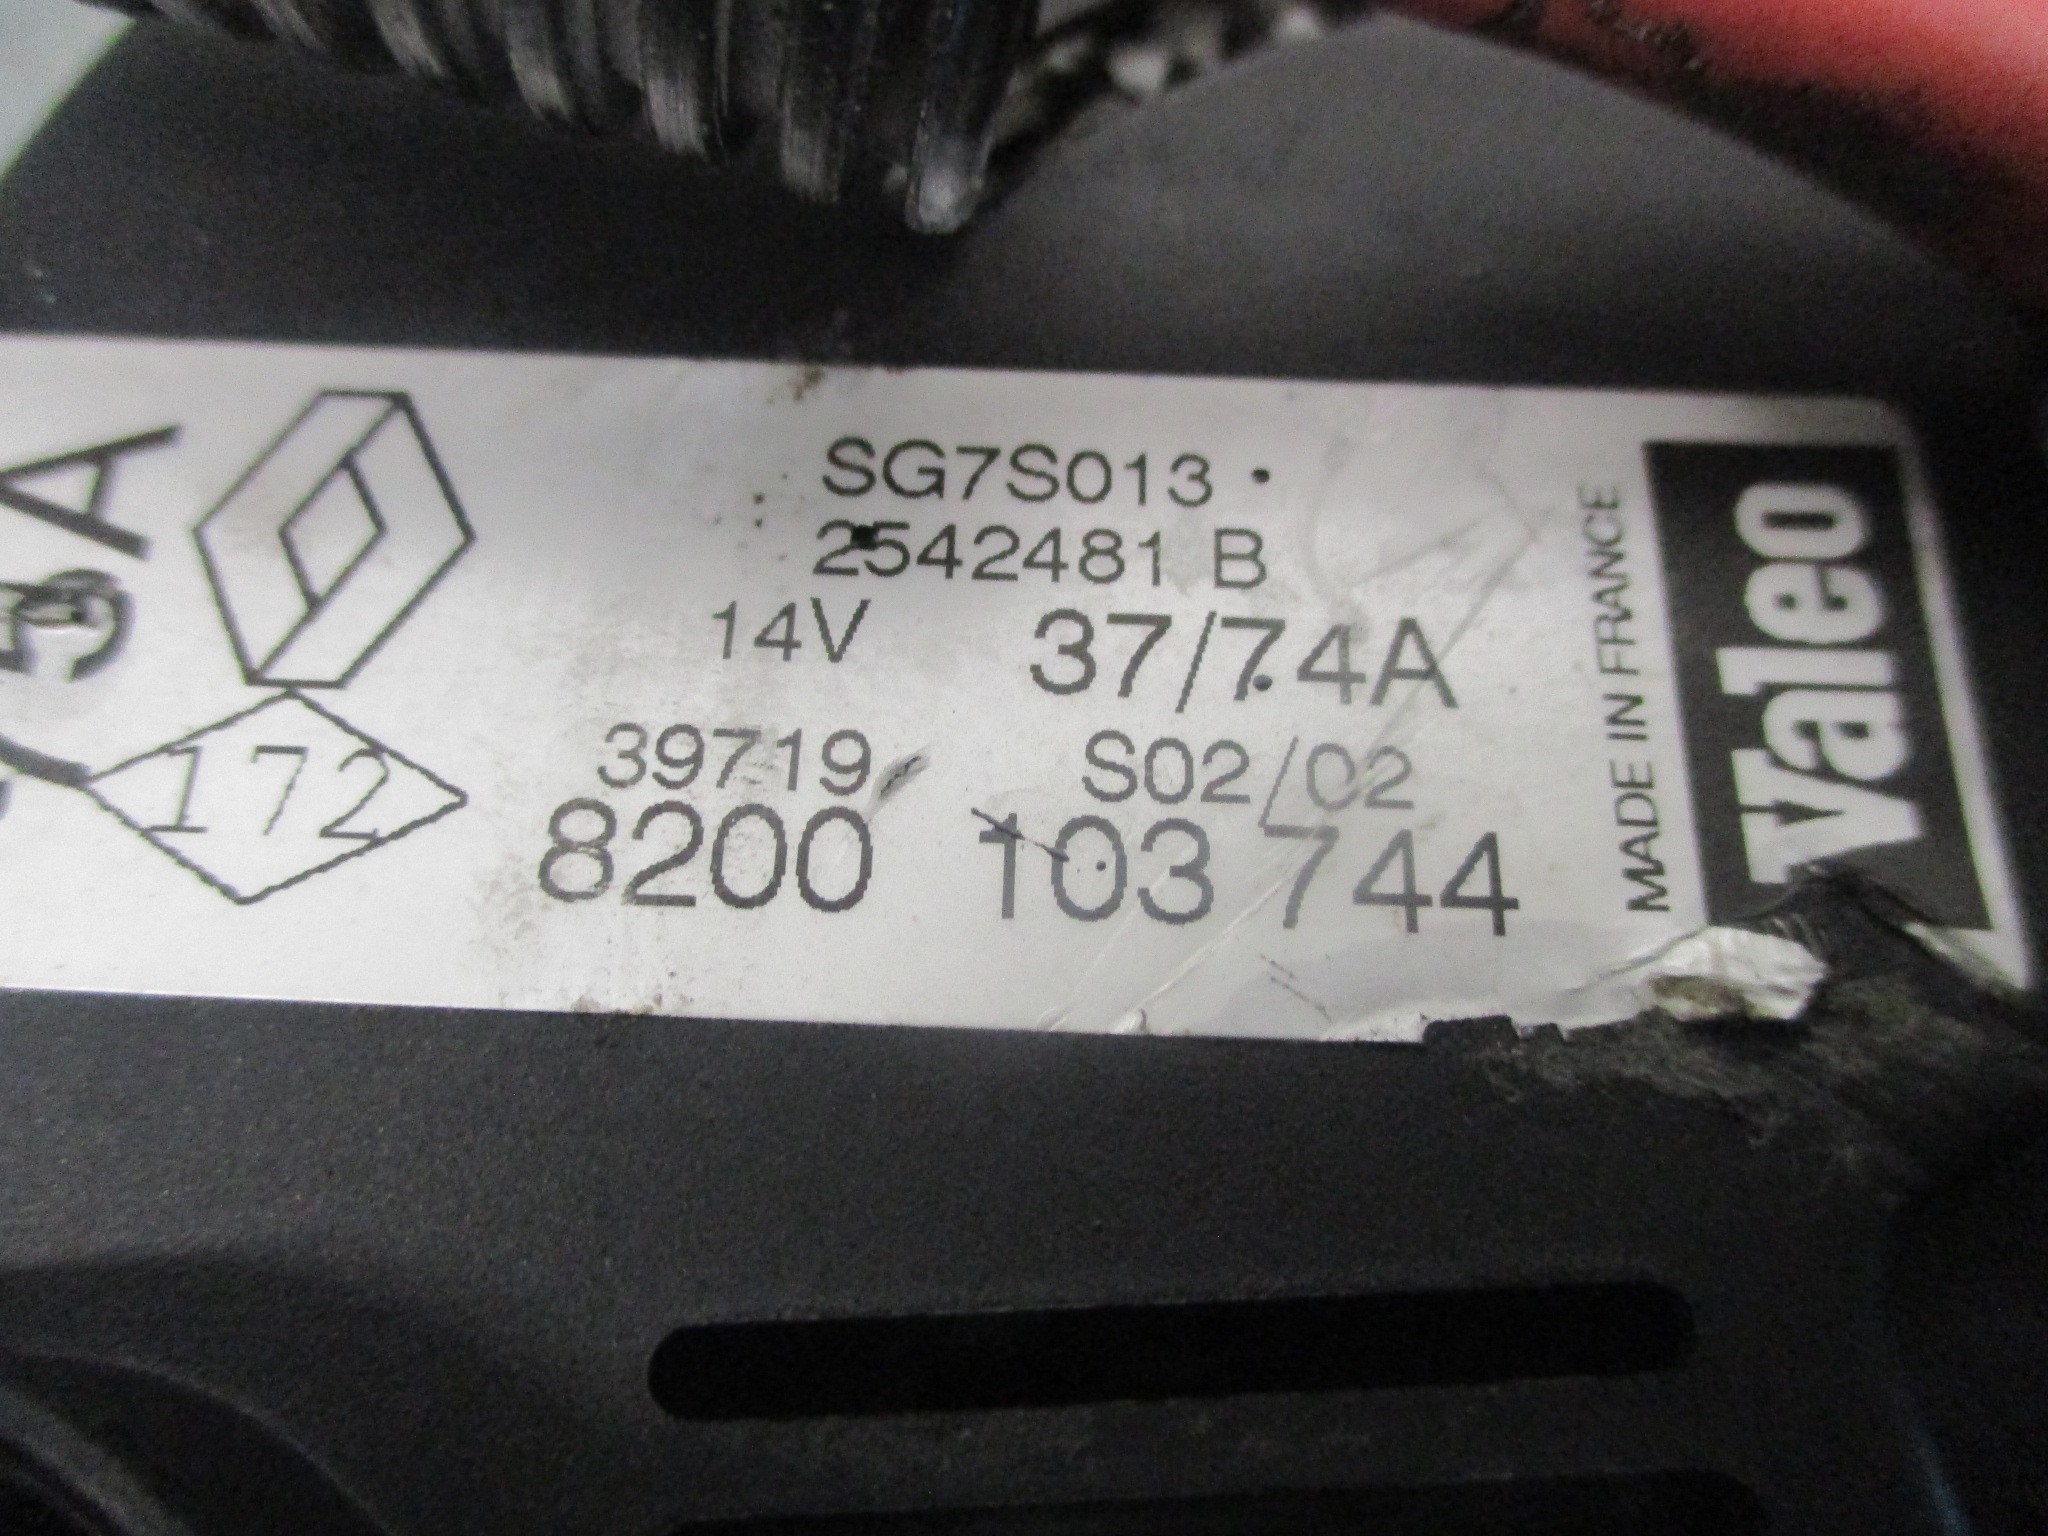 SG7S013
2542481 B
14V 37/74A
39719 S02/02
8200 103 744
172
MADE IN FRANCE
Valeo